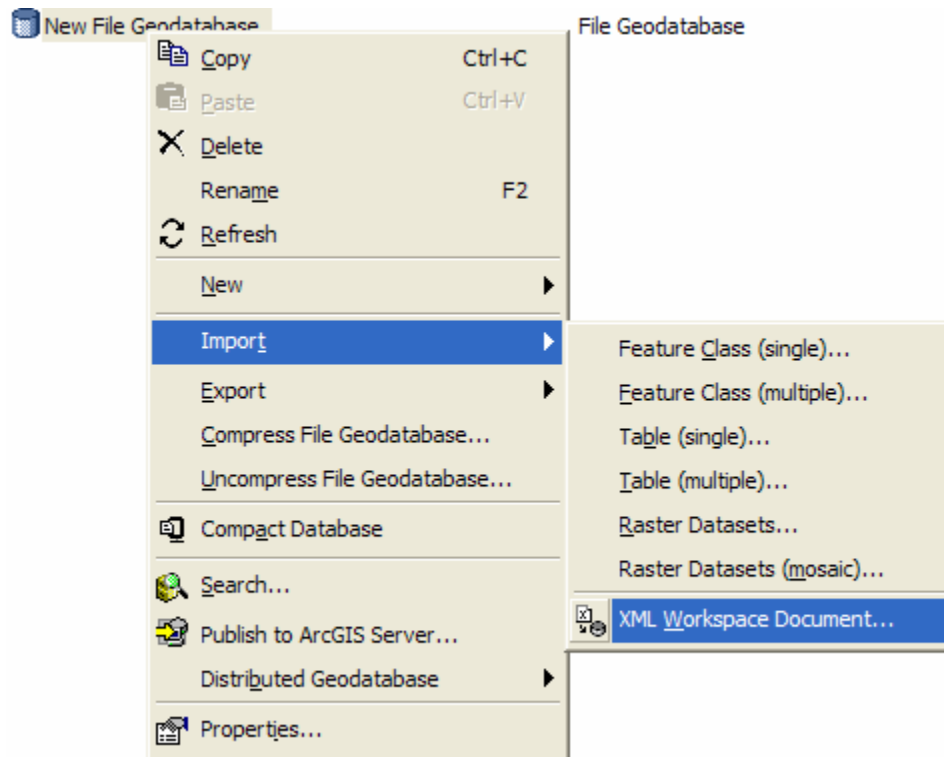 New File Geodatabase File Geodatabase
Copy Ctrl+C
Paste Ctrl+V
Delete
Rename F2
Refresh
New
Import
Export
Compress File Geodatabase...
Uncompress File Geodatabase...
Compact Database
Search...
Publish to ArcGIS Server...
Distributed Geodatabase
Properties...
Feature Class (single)...
Feature Class (multiple)...
Table (single)...
Table (multiple)...
Raster Datasets...
Raster Datasets (mosaic)...
XML Workspace Document...